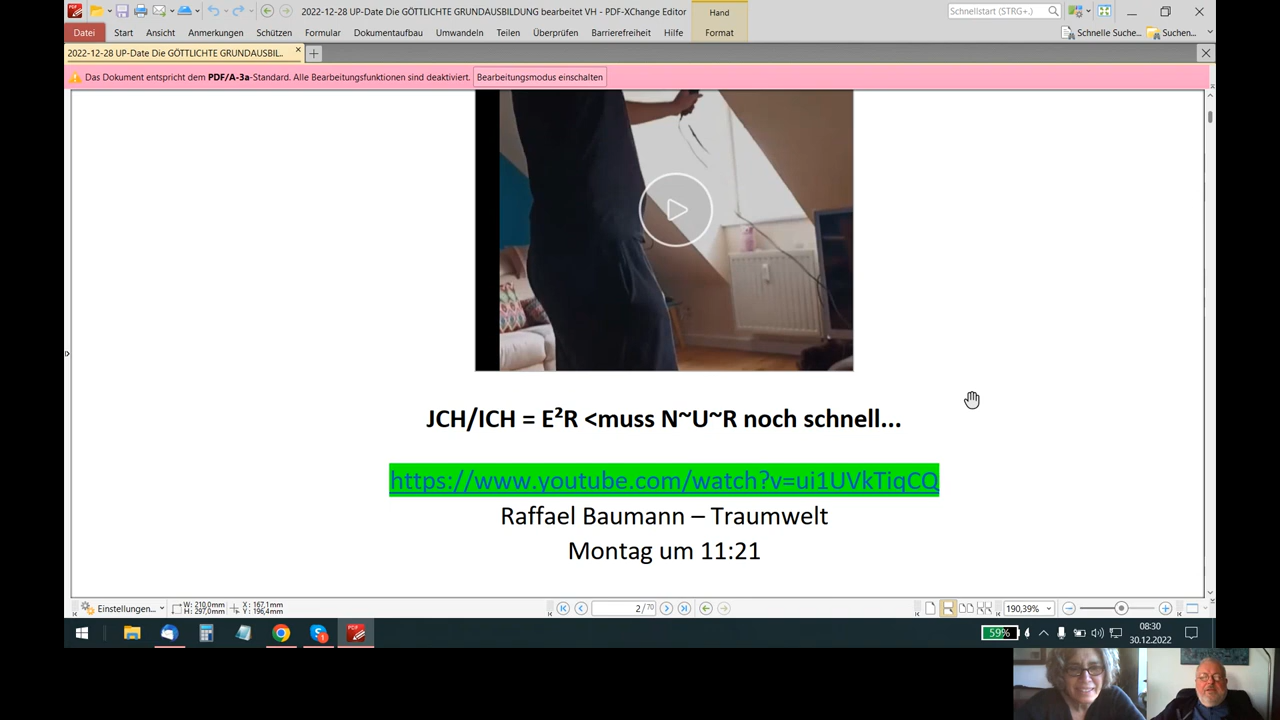 2022-12-28 UP-Date Die GÖTTLICHTE GRUNDAUSBILDUNG bearbeitet VH - PDF-XChange Editor
Hand
Schnellstart (STRG+.)
Datei Start Ansicht Anmerkungen Schützen Formular Dokumentaufbau Umwandeln Teilen Überprüfen Barrierefreiheit Hilfe Format
Schnelle Suche... Suchen...
2022-12-28 UP-Date Die GÖTTLICHTE GRUNDAUSBIL..
Das Dokument entspricht dem PDF/A-3a-Standard. Alle Bearbeitungsfunktionen sind deaktiviert. Bearbeitungsmodus einschalten
JCH/ICH = E²R <muss N~U~R noch schnell...
https://www.youtube.com/watch?v=ui1UVkTiqCQ
Raffael Baumann – Traumwelt
Montag um 11:21
Einstellungen...
W: 210,0mm X: 167,1mm
H: 297,0mm Y: 196,4mm
2/70
190,39%
59%
08:30
30.12.2022